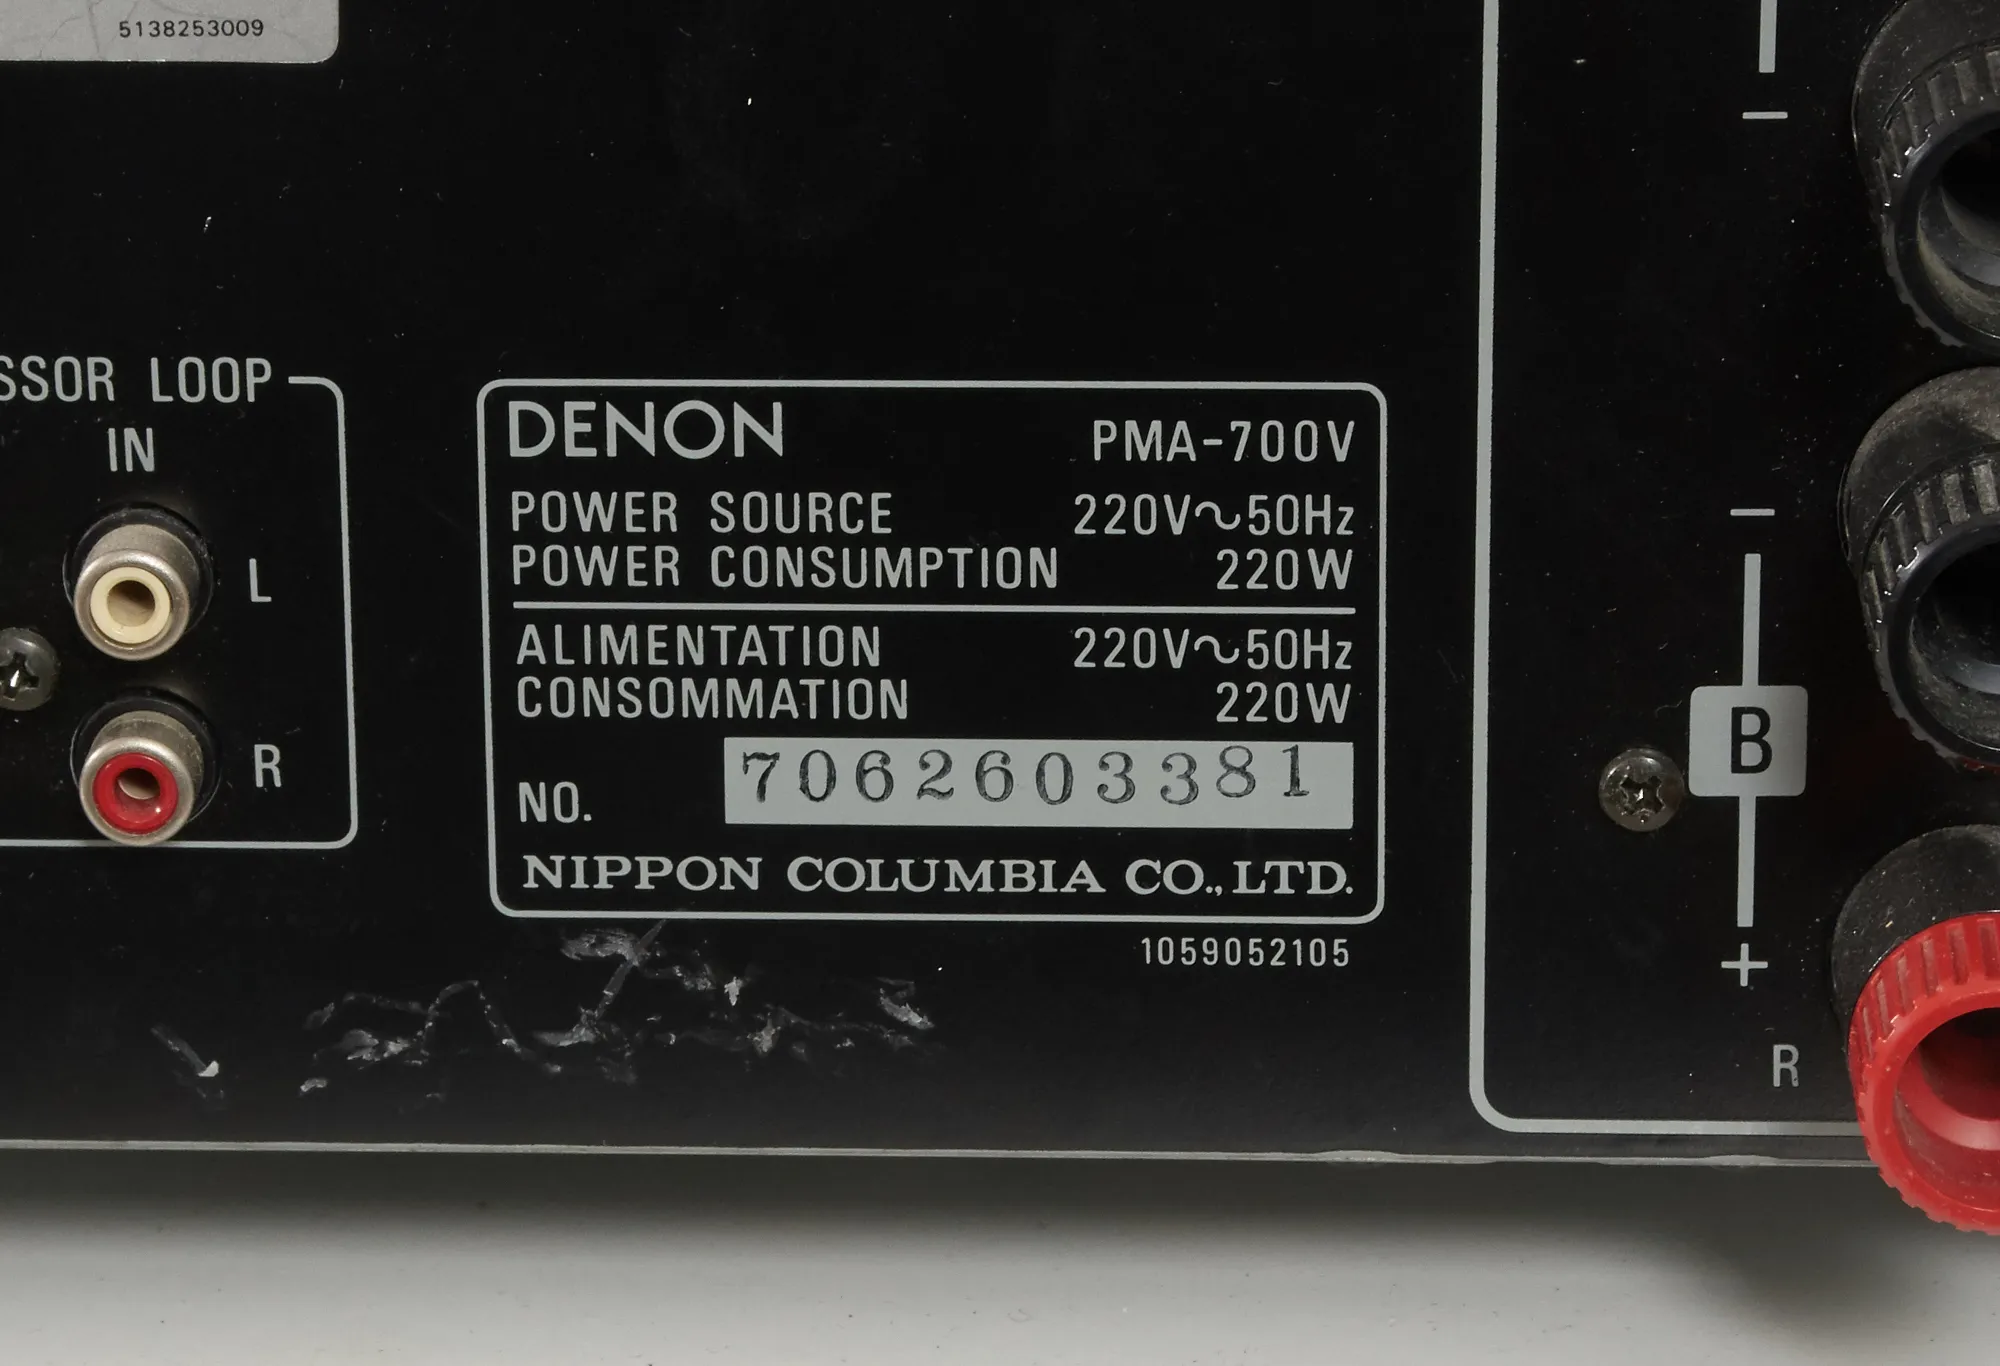 5138253009
SSOR LOOP
IN
L
R
DENON PMA-700V
POWER SOURCE 220V~50Hz
POWER CONSUMPTION 220W
ALIMENTATION 220V~50Hz
CONSOMMATION 220W
NO. 7062603381
NIPPON COLUMBIA CO., LTD.
1059052105
−
−
B
+
R